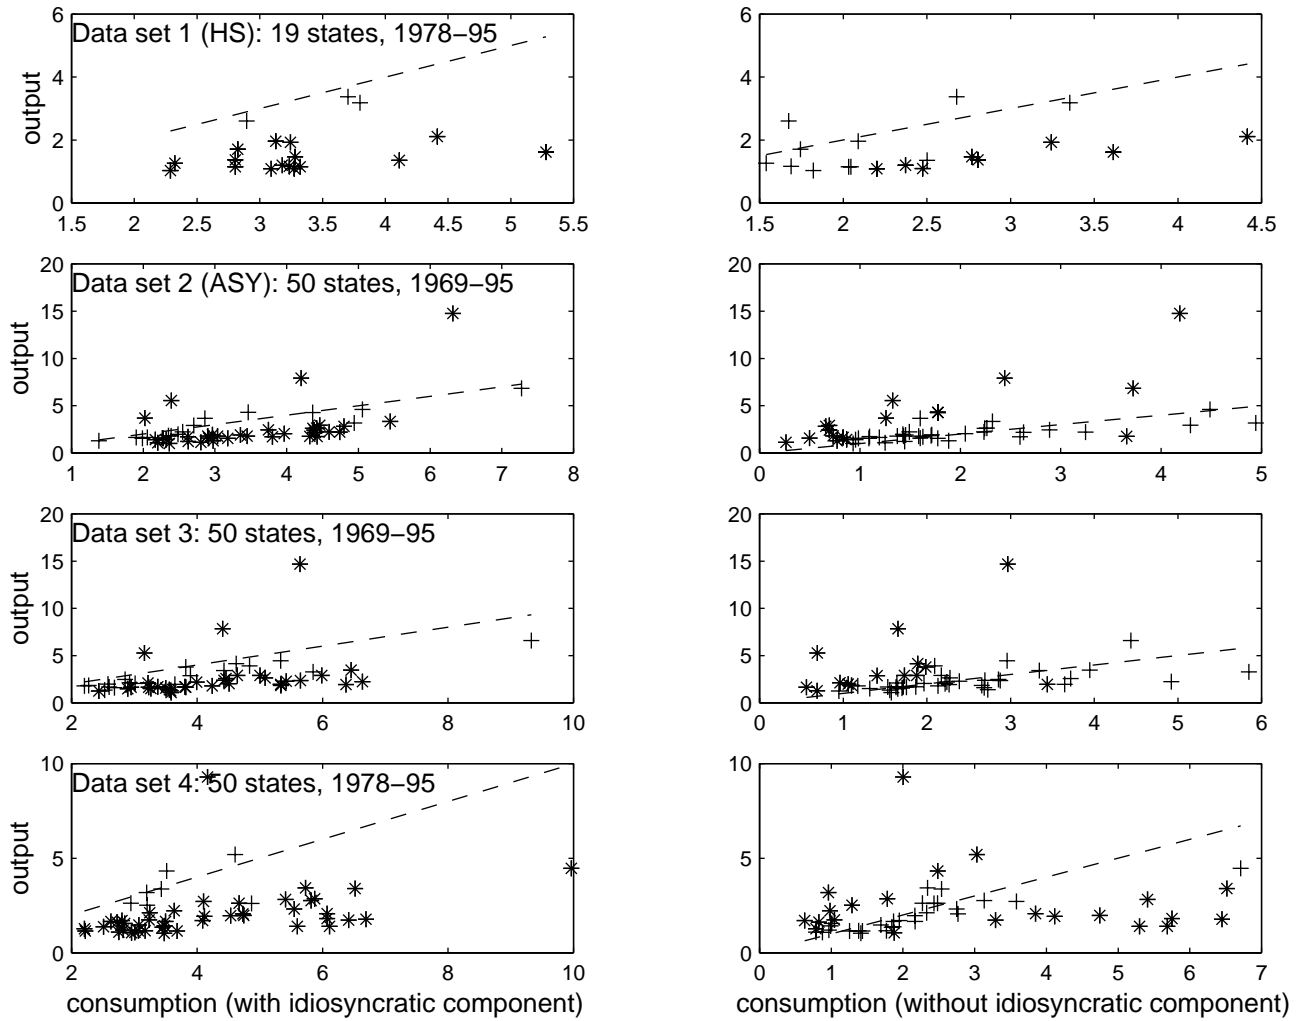 Data set 1 (HS): 19 states, 1978−95
output
6
4
2
0
1.5 2 2.5 3 3.5 4 4.5 5 5.5
6
4
2
0
1.5 2 2.5 3 3.5 4 4.5
Data set 2 (ASY): 50 states, 1969−95
output
20
15
10
5
0
1 2 3 4 5 6 7 8
20
15
10
5
0
0 1 2 3 4 5
Data set 3: 50 states, 1969−95
output
20
15
10
5
0
2 4 6 8 10
20
15
10
5
0
0 1 2 3 4 5 6
Data set 4: 50 states, 1978−95
output
10
5
0
2 4 6 8 10
consumption (with idiosyncratic component)
10
5
0
0 1 2 3 4 5 6 7
consumption (without idiosyncratic component)